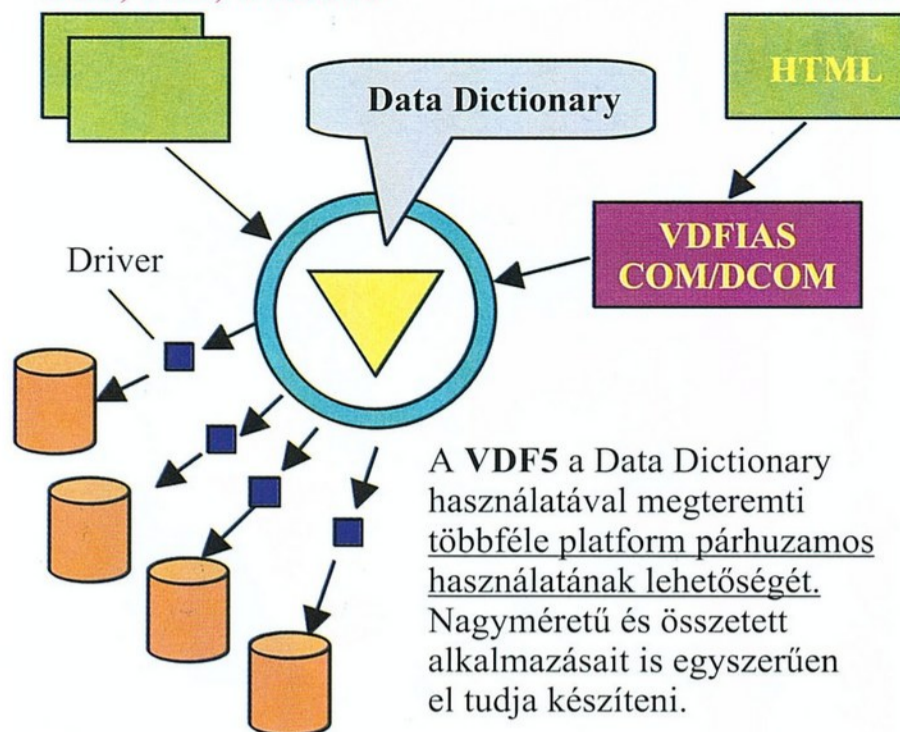 HTML
Data Dictionary
VDFIAS
COM/DCOM
Driver
A VDF5 a Data Dictionary
használatával megteremti
többféle platform párhuzamos
használatának lehetőségét.
Nagyméretű és összetett
alkalmazásait is egyszerűen
el tudja készíteni.